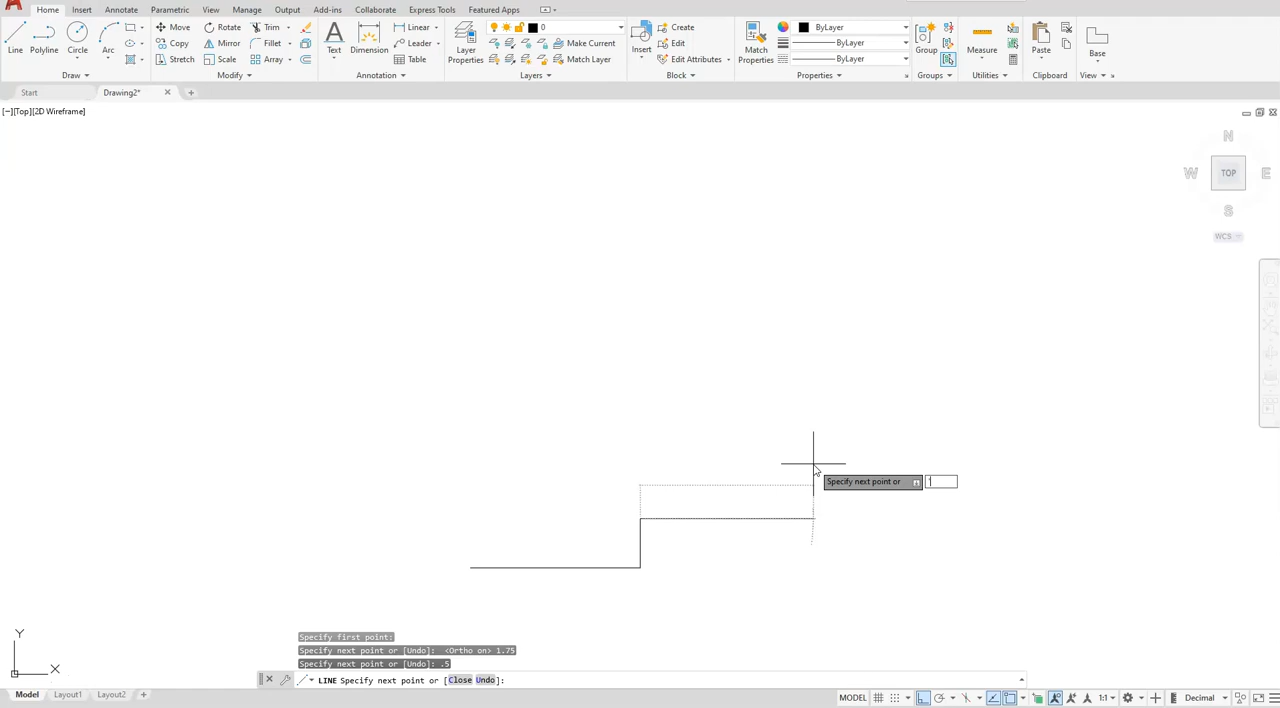 Home Insert Annotate Parametric View Manage Output Add-ins Collaborate Express Tools Featured Apps
Line Polyline Circle Arc
Move Rotate Trim
Copy Mirror Fillet
Stretch Scale Array
Text Dimension
Linear
Leader
Table
Layer Properties
0
Make Current
Match Layer
Insert
Create
Edit
Edit Attributes
Match Properties
ByLayer
ByLayer
ByLayer
Group
Measure
Paste
Base
Draw Modify Annotation Layers Block Properties Groups Utilities Clipboard View
Start Drawing2*
[−][Top][2D Wireframe]
N
W TOP E
S
WCS
Specify next point or
Y
X
Specify first point:
Specify next point or [Undo]: <Ortho on> 1.75
Specify next point or [Undo]: .5
LINE Specify next point or [Close Undo]:
Model Layout1 Layout2
MODEL 1:1 Decimal